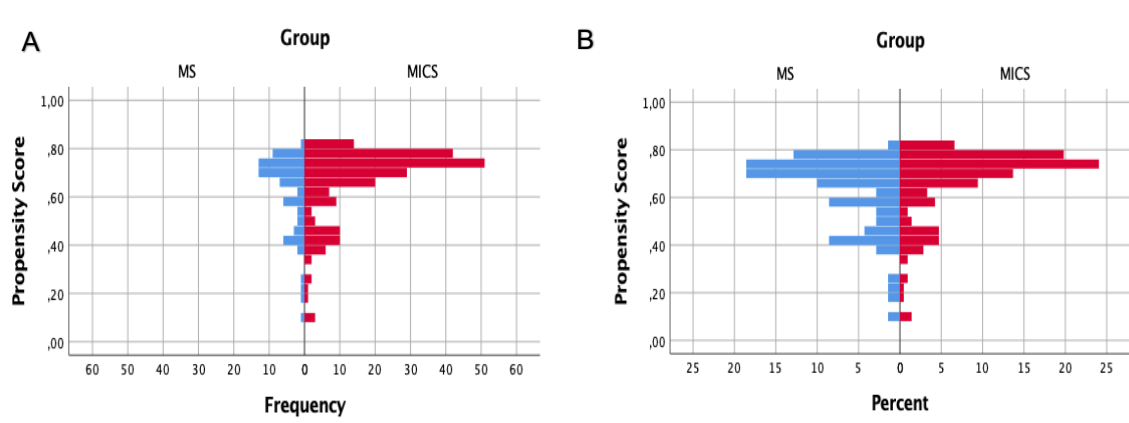 A
Group
MS MICS
1,00
,80
,60
,40
,20
,00
Propensity Score
60 50 40 30 20 10 0 10 20 30 40 50 60
Frequency
B
Group
MS MICS
1,00
,80
,60
,40
,20
,00
Propensity Score
25 20 15 10 5 0 5 10 15 20 25
Percent